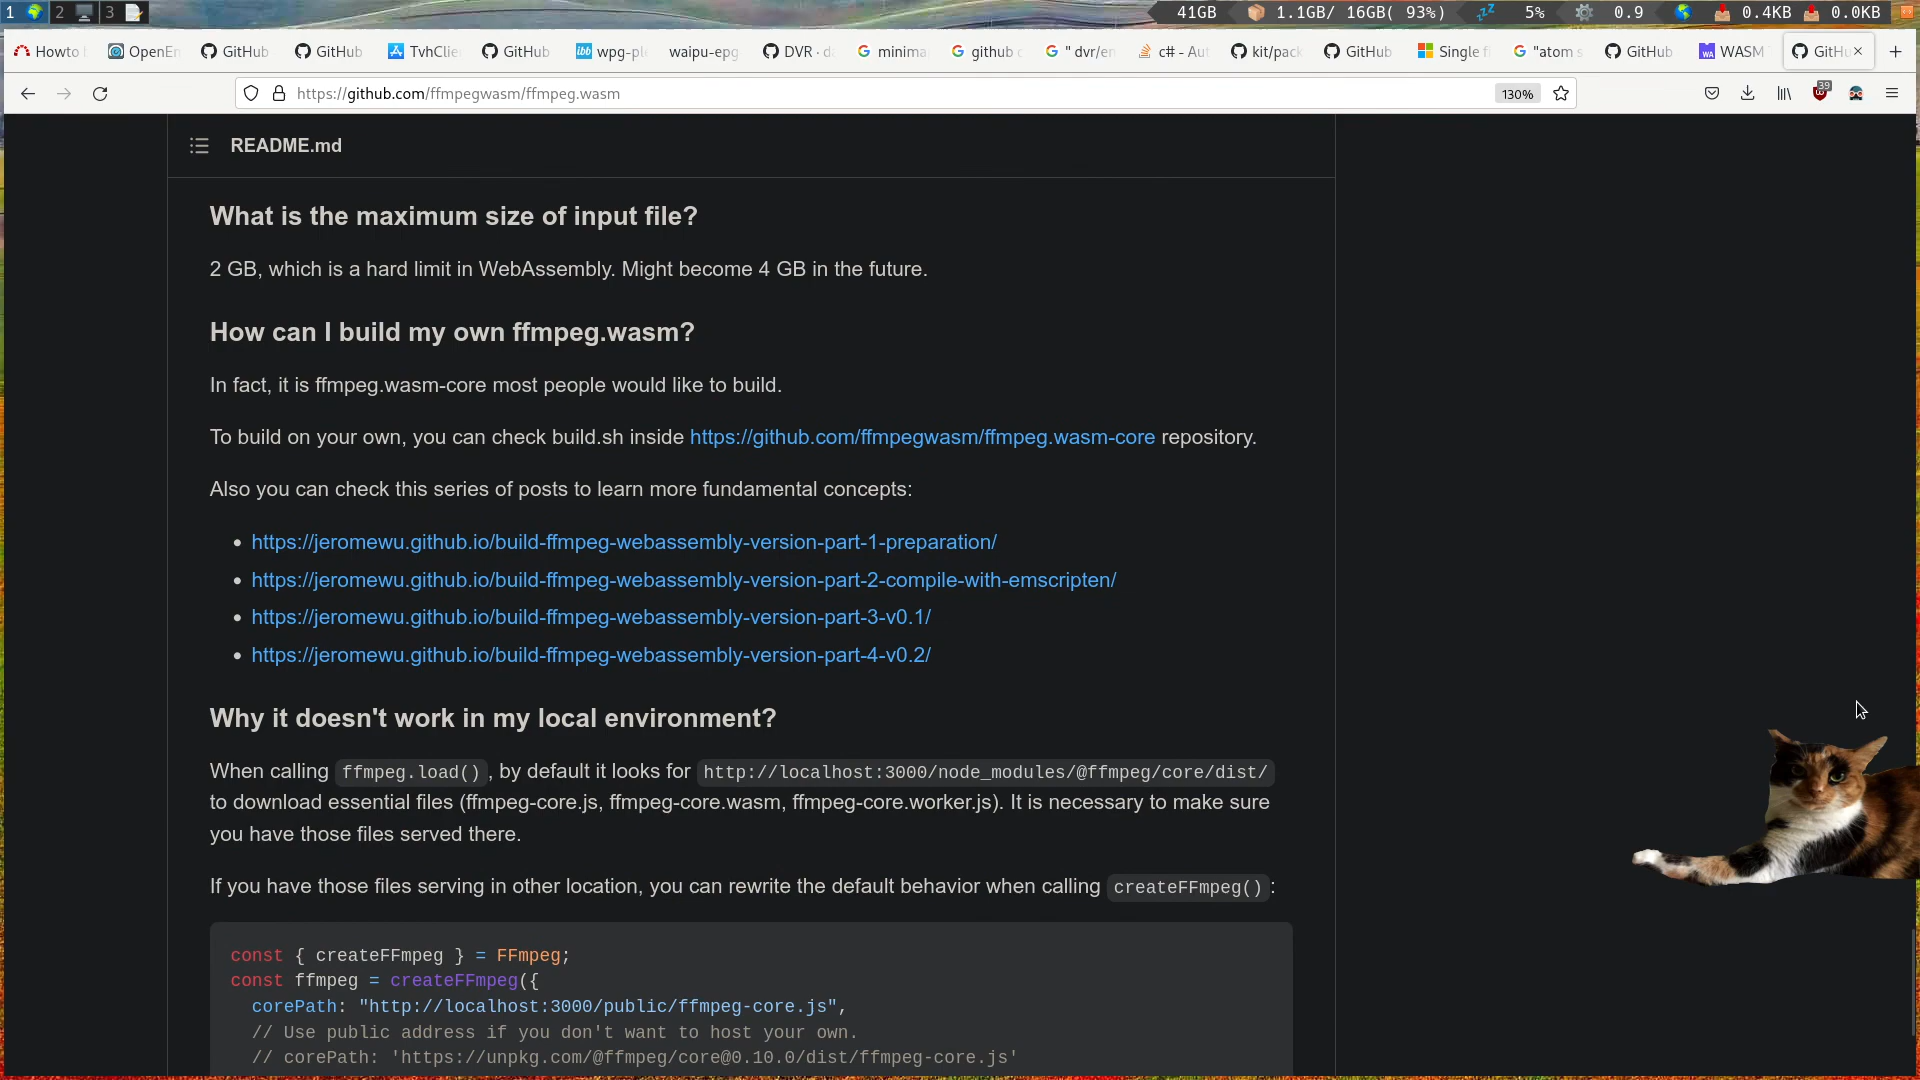 1 2 3 41GB 1.1GB/ 16GB( 93%) zzZ 5% 0.9 0.4KB 0.0KB
Howto OpenEn GitHub GitHub TvhClie GitHub wpg-pl waipu-epg DVR · d minima github c " dvr/en c# - Aut kit/pack GitHub Single f "atom s GitHub WASM GitHu
https://github.com/ffmpegwasm/ffmpeg.wasm 130% 39
README.md
What is the maximum size of input file?
2 GB, which is a hard limit in WebAssembly. Might become 4 GB in the future.
How can I build my own ffmpeg.wasm?
In fact, it is ffmpeg.wasm-core most people would like to build.
To build on your own, you can check build.sh inside https://github.com/ffmpegwasm/ffmpeg.wasm-core repository.
Also you can check this series of posts to learn more fundamental concepts:
• https://jeromewu.github.io/build-ffmpeg-webassembly-version-part-1-preparation/
• https://jeromewu.github.io/build-ffmpeg-webassembly-version-part-2-compile-with-emscripten/
• https://jeromewu.github.io/build-ffmpeg-webassembly-version-part-3-v0.1/
• https://jeromewu.github.io/build-ffmpeg-webassembly-version-part-4-v0.2/
Why it doesn't work in my local environment?
When calling ffmpeg.load() , by default it looks for http://localhost:3000/node_modules/@ffmpeg/core/dist/
to download essential files (ffmpeg-core.js, ffmpeg-core.wasm, ffmpeg-core.worker.js). It is necessary to make sure
you have those files served there.
If you have those files serving in other location, you can rewrite the default behavior when calling createFFmpeg() :
const { createFFmpeg } = FFmpeg;
const ffmpeg = createFFmpeg({
corePath: "http://localhost:3000/public/ffmpeg-core.js",
// Use public address if you don't want to host your own.
// corePath: 'https://unpkg.com/@ffmpeg/core@0.10.0/dist/ffmpeg-core.js'